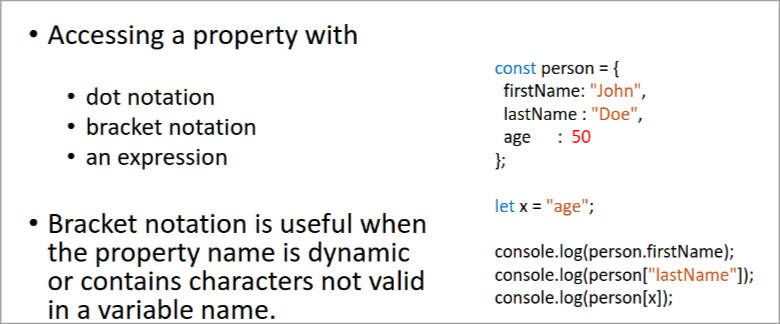 • Accessing a property with
• dot notation
• bracket notation
• an expression
• Bracket notation is useful when
the property name is dynamic
or contains characters not valid
in a variable name.
const person = {
firstName: "John",
lastName : "Doe",
age : 50
};
let x = "age";
console.log(person.firstName);
console.log(person["lastName"]);
console.log(person[x]);